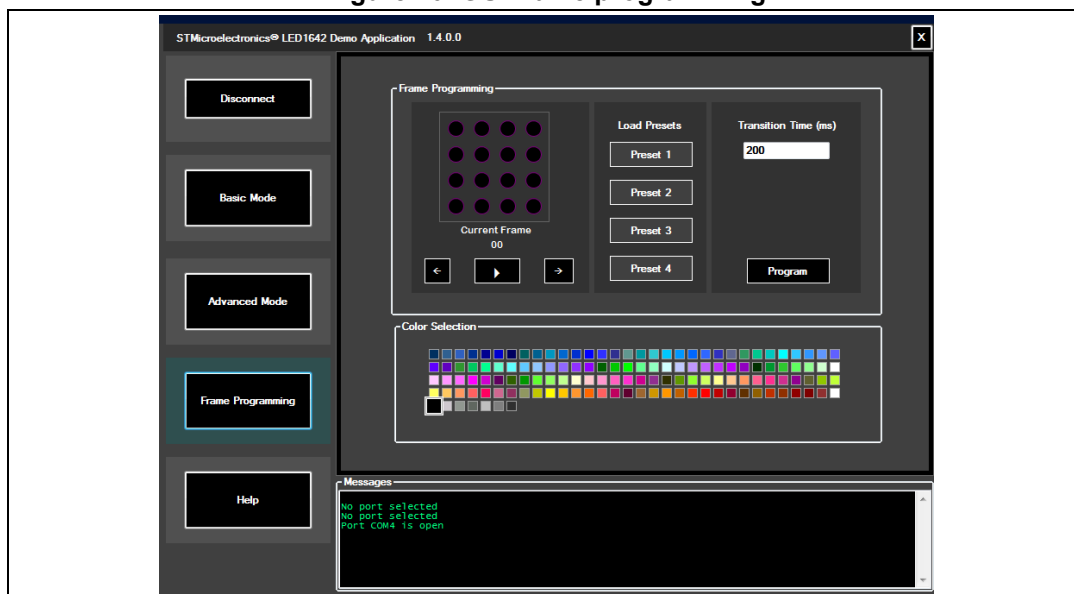 STMicroelectronics® LED1642 Demo Application 1.4.0.0
X
Disconnect
Basic Mode
Advanced Mode
Frame Programming
Help
Frame Programming
Current Frame
00
Load Presets
Preset 1
Preset 2
Preset 3
Preset 4
Transition Time (ms)
200
Program
Color Selection
Messages
No port selected
No port selected
Port COM4 is open